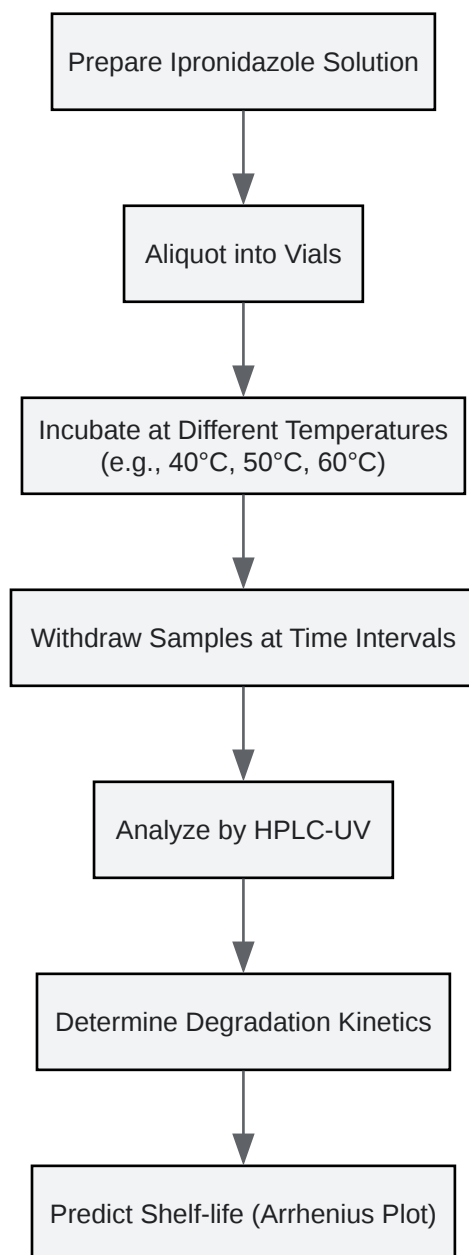 Prepare Ipronidazole Solution
Aliquot into Vials
Incubate at Different Temperatures
(e.g., 40°C, 50°C, 60°C)
Withdraw Samples at Time Intervals
Analyze by HPLC-UV
Determine Degradation Kinetics
Predict Shelf-life (Arrhenius Plot)